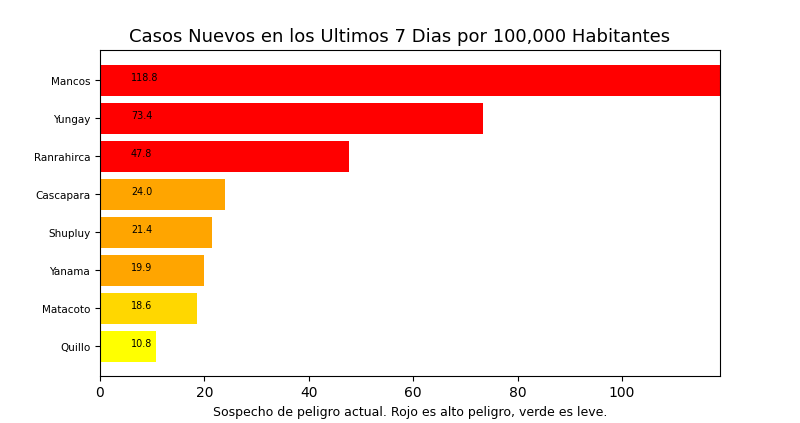 Casos Nuevos en los Ultimos 7 Dias por 100,000 Habitantes
Mancos 118.8
Yungay 73.4
Ranrahirca 47.8
Cascapara 24.0
Shupluy 21.4
Yanama 19.9
Matacoto 18.6
Quillo 10.8
0 20 40 60 80 100
Sospecho de peligro actual. Rojo es alto peligro, verde es leve.